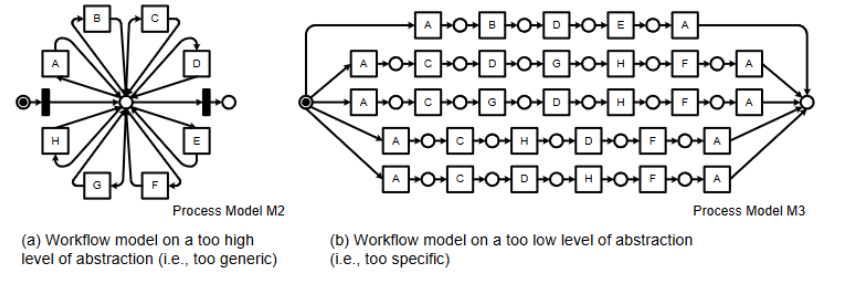 B C
A D
H E
G F
Process Model M2
(a) Workflow model on a too high
level of abstraction (i.e., too generic)
A B D E A
A C D G H F A
A C G D H F A
A C H D F A
A C D H F A
Process Model M3
(b) Workflow model on a too low level of abstraction
(i.e., too specific)